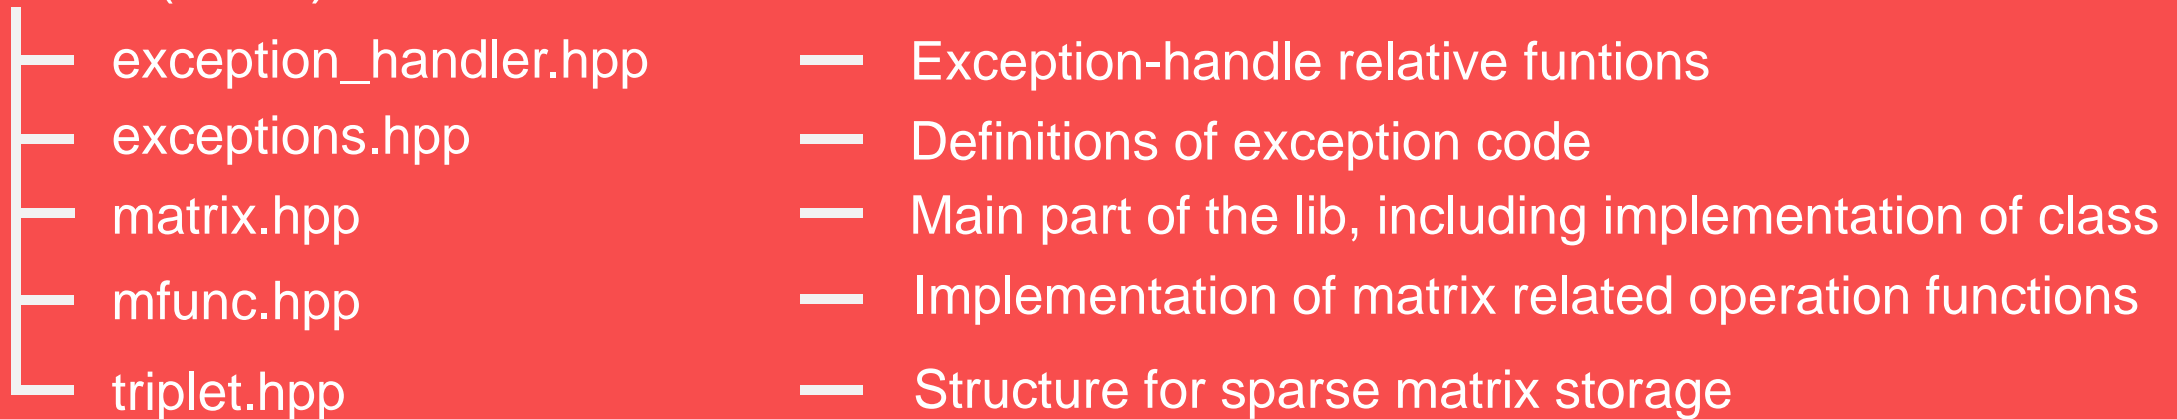 exception_handler.hpp — Exception-handle relative funtions
exceptions.hpp — Definitions of exception code
matrix.hpp — Main part of the lib, including implementation of class
mfunc.hpp — Implementation of matrix related operation functions
triplet.hpp — Structure for sparse matrix storage